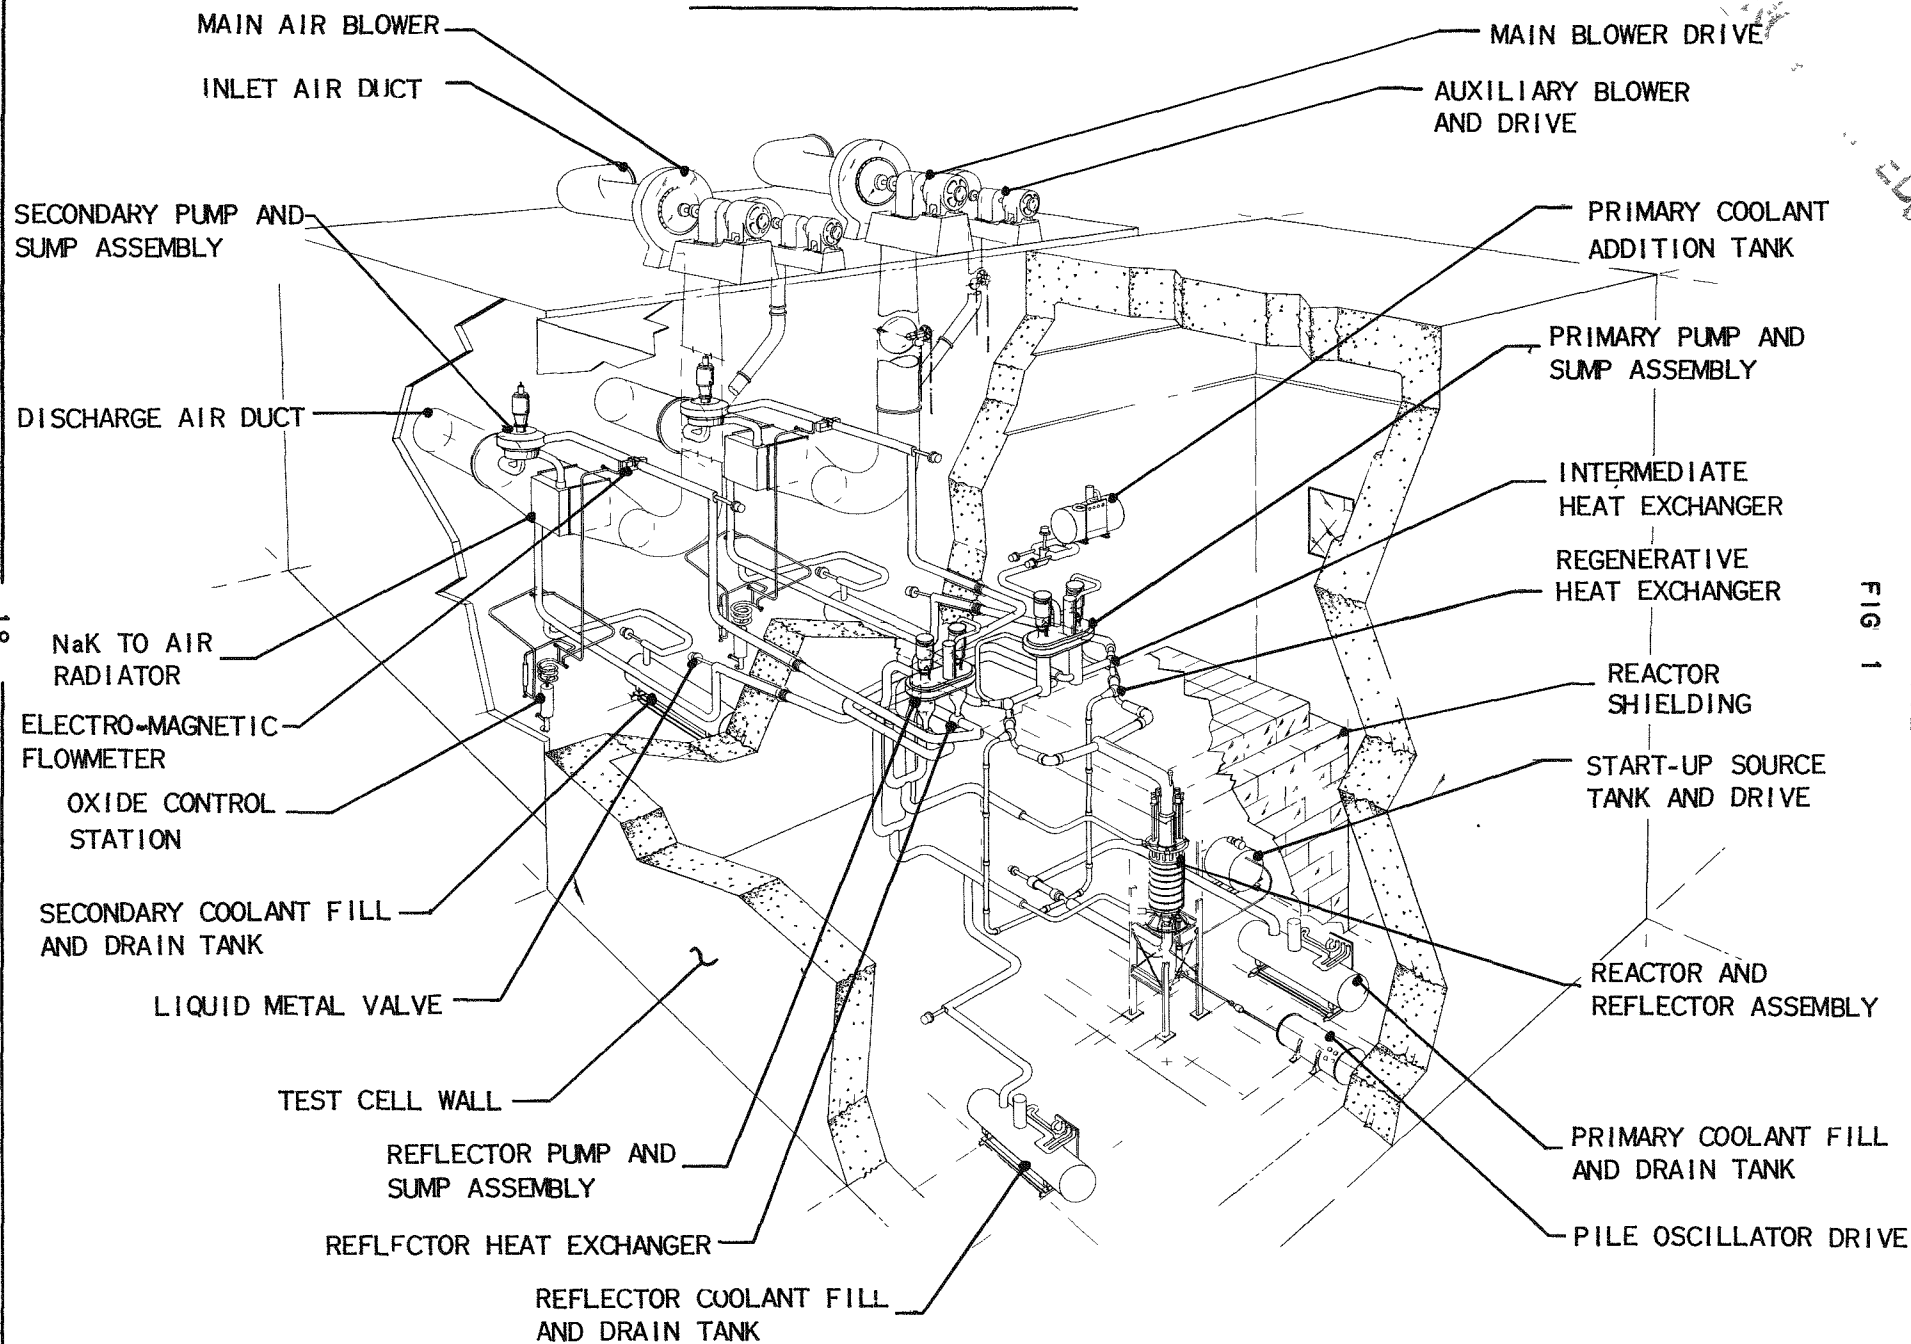 MAIN AIR BLOWER
INLET AIR DUCT
SECONDARY PUMP AND
SUMP ASSEMBLY
DISCHARGE AIR DUCT
NaK TO AIR
RADIATOR
ELECTRO-MAGNETIC
FLOWMETER
OXIDE CONTROL
STATION
SECONDARY COOLANT FILL
AND DRAIN TANK
LIQUID METAL VALVE
TEST CELL WALL
REFLECTOR PUMP AND
SUMP ASSEMBLY
REFLFCTOR HEAT EXCHANGER
REFLECTOR COOLANT FILL
AND DRAIN TANK
MAIN BLOWER DRIVE
AUXILIARY BLOWER
AND DRIVE
PRIMARY COOLANT
ADDITION TANK
PRIMARY PUMP AND
SUMP ASSEMBLY
INTERMEDIATE
HEAT EXCHANGER
REGENERATIVE
HEAT EXCHANGER
REACTOR
SHIELDING
START-UP SOURCE
TANK AND DRIVE
REACTOR AND
REFLECTOR ASSEMBLY
PRIMARY COOLANT FILL
AND DRAIN TANK
PILE OSCILLATOR DRIVE
FIG 1